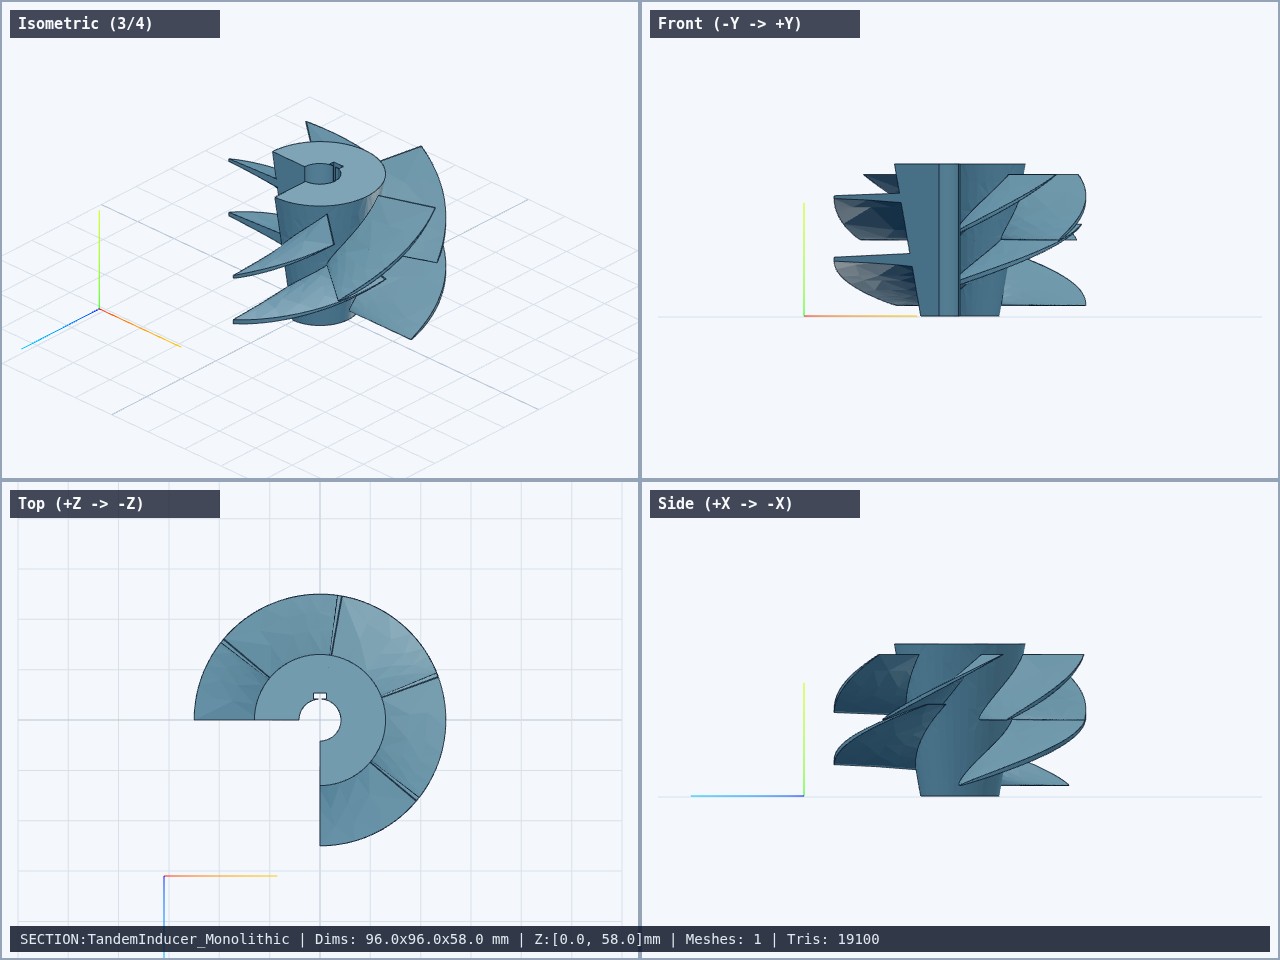 Isometric (3/4)
Front (-Y -> +Y)
Top (+Z -> -Z)
Side (+X -> -X)
SECTION:TandemInducer_Monolithic | Dims: 96.0x96.0x58.0 mm | Z:[0.0, 58.0]mm | Meshes: 1 | Tris: 19100